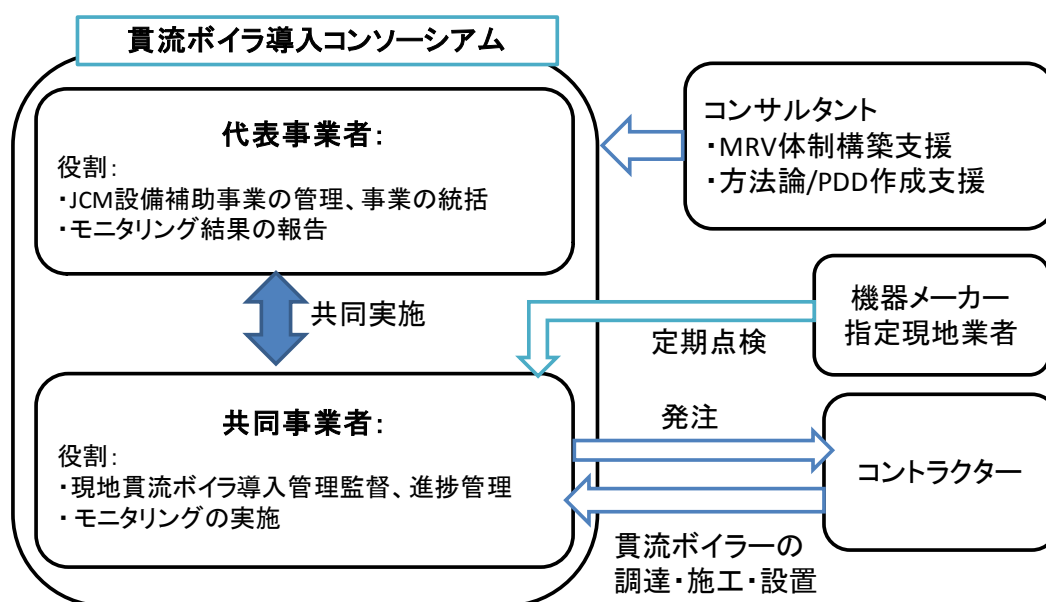 貫流ボイラ導入コンソーシアム
代表事業者：
役割：
・JCM設備補助事業の管理、事業の統括
・モニタリング結果の報告
共同実施
共同事業者：
役割：
・現地貫流ボイラ導入管理監督、進捗管理
・モニタリングの実施
コンサルタント
・MRV体制構築支援
・方法論/PDD作成支援
機器メーカー
指定現地業者
定期点検
発注
コントラクター
貫流ボイラーの
調達・施工・設置